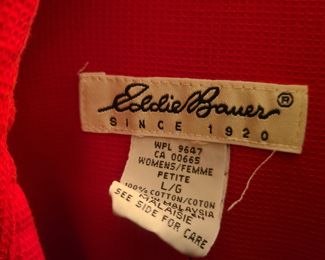 Eddie Bauer®
SINCE 1920
WPL 9647
CA 00665
WOMENS/FEMME
PETITE
L/G
100% COTTON/COTON
MALAYSIA
MALAISIE
SEE SIDE FOR CARE